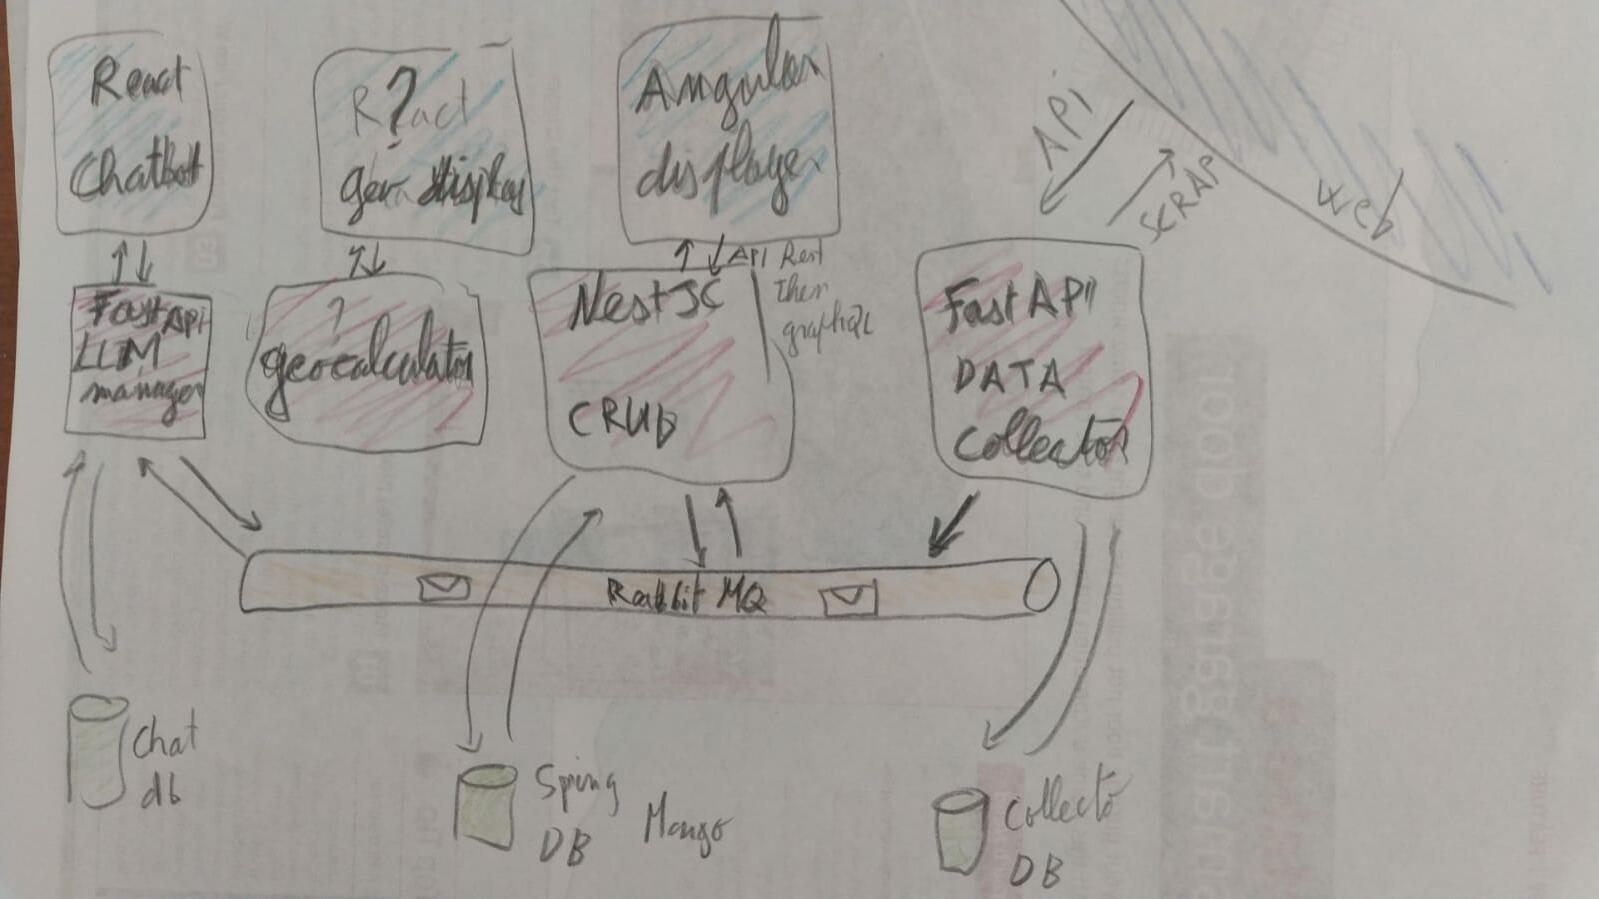 React
Chatbot
R?act
geo display
Angular
displayer
API
SCRAP
web
FastAPI
LLM
manager
?
geocalculator
NestJC
CRUD
API Rest
then
graphQL
FastAPI
DATA
Collector
Rabbit MQ
Chat
db
Spring
DB
Mongo
Collecto
DB